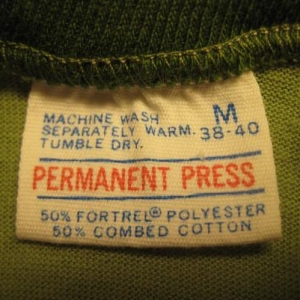 MACHINE WASH M
SEPARATELY WARM. 38-40
TUMBLE DRY.
PERMANENT PRESS
50% FORTREL® POLYESTER
50% COMBED COTTON